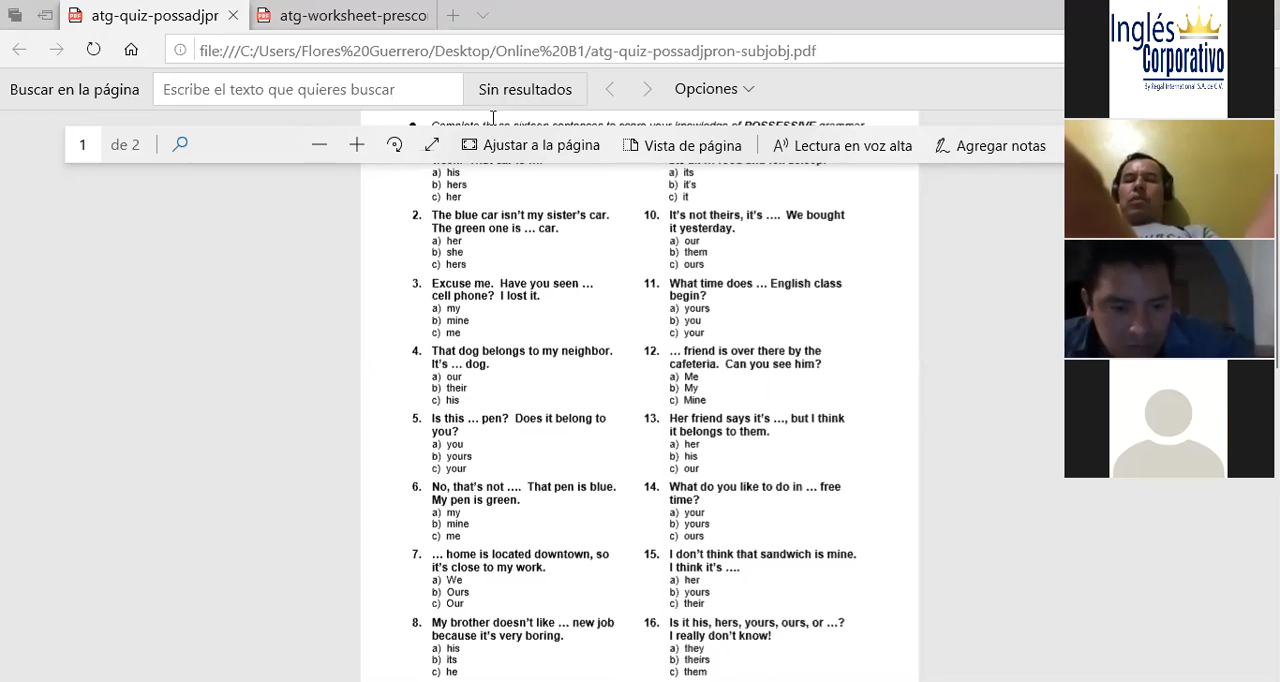 atg-quiz-possadjpr
atg-worksheet-presco
file:///C:/Users/Flores%20Guerrero/Desktop/Online%20B1/atg-quiz-possadjpron-subjobj.pdf
Buscar en la página
Escribe el texto que quieres buscar
Sin resultados
Opciones
1
de 2
Ajustar a la página
Vista de página
Lectura en voz alta
Agregar notas
a) his
b) hers
c) her
2. The blue car isn't my sister's car.
The green one is ... car.
a) her
b) she
c) hers
3. Excuse me. Have you seen ...
cell phone? I lost it.
a) my
b) mine
c) me
4. That dog belongs to my neighbor.
It's ... dog.
a) our
b) their
c) his
5. Is this ... pen? Does it belong to
you?
a) you
b) yours
c) your
6. No, that's not .... That pen is blue.
My pen is green.
a) my
b) mine
c) me
7. ... home is located downtown, so
it's close to my work.
a) We
b) Ours
c) Our
8. My brother doesn't like ... new job
because it's very boring.
a) his
b) its
c) he
a) its
b) it's
c) it
10. It's not theirs, it's .... We bought
it yesterday.
a) our
b) them
c) ours
11. What time does ... English class
begin?
a) yours
b) you
c) your
12. ... friend is over there by the
cafeteria. Can you see him?
a) Me
b) My
c) Mine
13. Her friend says it's ..., but I think
it belongs to them.
a) her
b) his
c) our
14. What do you like to do in ... free
time?
a) your
b) yours
c) ours
15. I don't think that sandwich is mine.
I think it's ....
a) her
b) yours
c) their
16. Is it his, hers, yours, ours, or ...?
I really don't know!
a) they
b) theirs
c) them
Inglés
Corporativo
By Regal International S.A. de C.V.